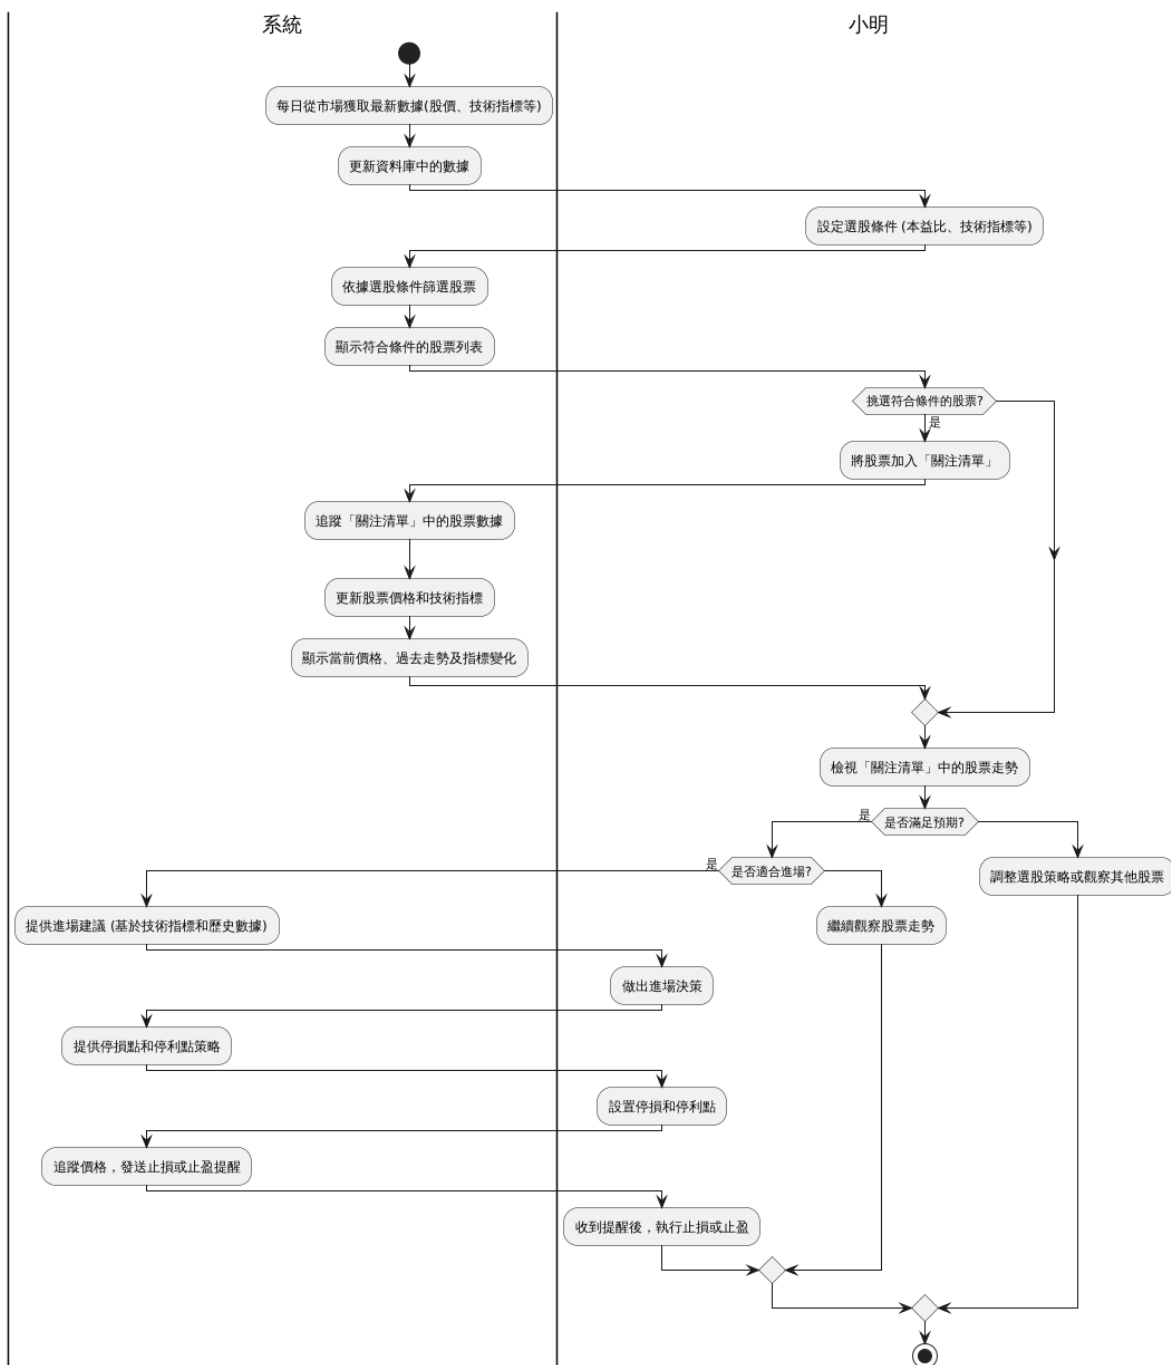 系統
小明
每日從市場獲取最新數據(股價、技術指標等)
更新資料庫中的數據
設定選股條件 (本益比、技術指標等)
依據選股條件篩選股票
顯示符合條件的股票列表
挑選符合條件的股票?
是
將股票加入「關注清單」
追蹤「關注清單」中的股票數據
更新股票價格和技術指標
顯示當前價格、過去走勢及指標變化
檢視「關注清單」中的股票走勢
是
是否滿足預期?
是
是否適合進場?
調整選股策略或觀察其他股票
提供進場建議 (基於技術指標和歷史數據)
繼續觀察股票走勢
做出進場決策
提供停損點和停利點策略
設置停損和停利點
追蹤價格，發送止損或止盈提醒
收到提醒後，執行止損或止盈